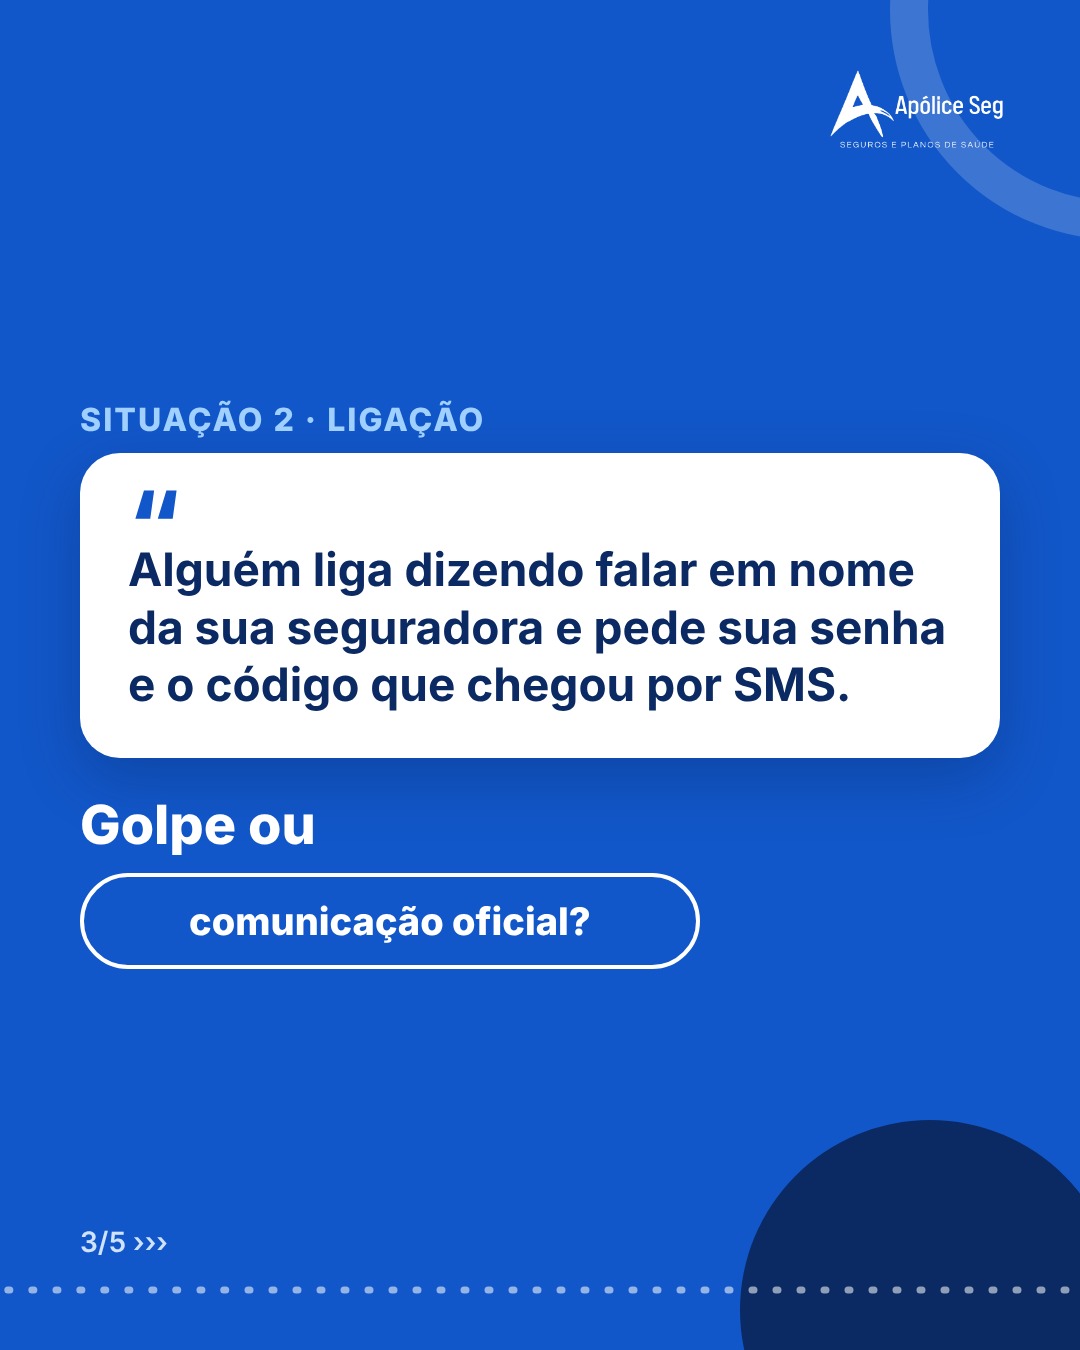 Apólice Seg
SEGUROS E PLANOS DE SAÚDE
SITUAÇÃO 2 · LIGAÇÃO
“
Alguém liga dizendo falar em nome
da sua seguradora e pede sua senha
e o código que chegou por SMS.
Golpe ou
comunicação oficial?
3/5 ›››